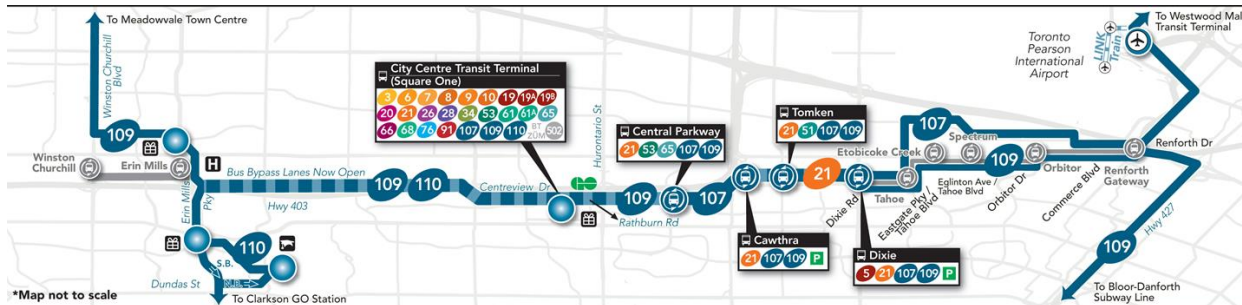 To Meadowvale Town Centre
Winston Churchill
Blvd
109
Winston
Churchill
Erin Mills
H
Erin Mills
Pky
Bus Bypass Lanes Now Open
Hwy 403
109
110
110
S.B.
N.B.
Dundas St
To Clarkson GO Station
*Map not to scale
City Centre Transit Terminal
(Square One)
3 6 7 8 9 10 19 19A 19B
20 21 26 28 34 53 61 61A 65
66 68 76 91 107 109 110 BT ZÜM 502
Centreview Dr
Hurontario St
GO
Rathburn Rd
109
107
Central Parkway
21 53 65 107 109
Cawthra
21 107 109 P
Tomken
21 51 107 109
21
Dixie Rd
Dixie
5 21 107 109 P
Etobicoke Creek
Tahoe
Eastgate Pky /
Tahoe Blvd
107
Spectrum
109
Eglinton Ave /
Tahoe Blvd
Orbitor
Orbitor Dr
Commerce Blvd
Renforth
Gateway
Renforth Dr
Toronto
Pearson
International
Airport
LINK
Train
To Westwood Mall
Transit Terminal
109
Hwy 427
To Bloor-Danforth
Subway Line